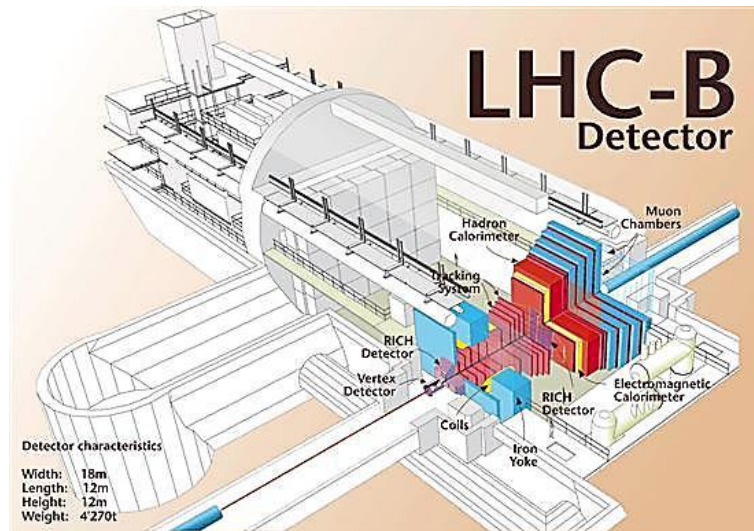 LHC-B
Detector
Muon
Chambers
Hadron
Calorimeter
Tracking
System
RICH
Detector
Vertex
Detector
Electromagnetic
Calorimeter
RICH
Detector
Coils
Iron
Yoke
Detector characteristics
Width: 18m
Length: 12m
Height: 12m
Weight: 4'270t